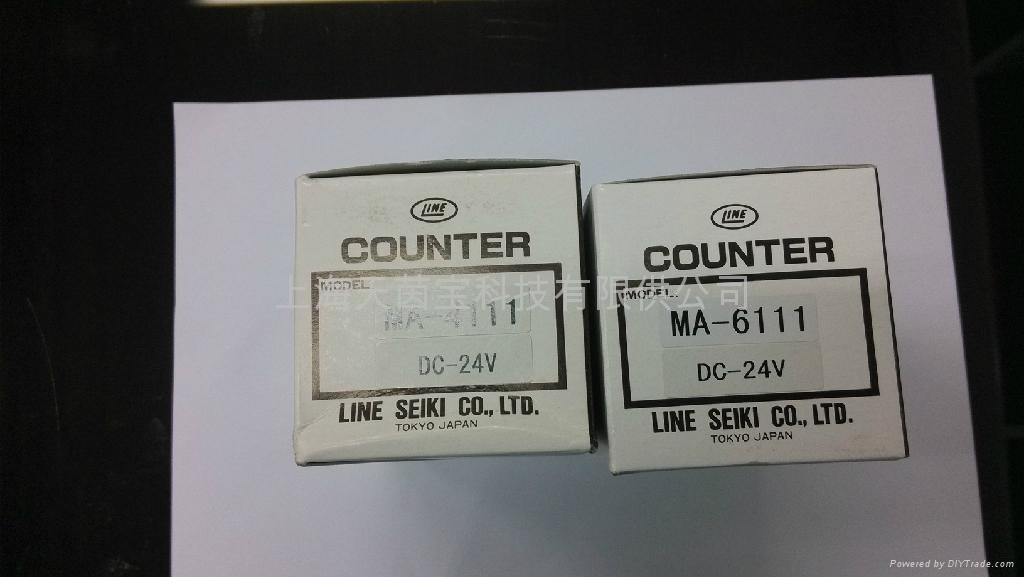 LINE
COUNTER
MODEL.
MA-4111
DC-24V
LINE SEIKI CO., LTD.
TOKYO JAPAN
LINE
COUNTER
MODEL.
MA-6111
DC-24V
LINE SEIKI CO., LTD.
TOKYO JAPAN
上海天茵宝科技有限供公司
Powered by DIYTrade.com